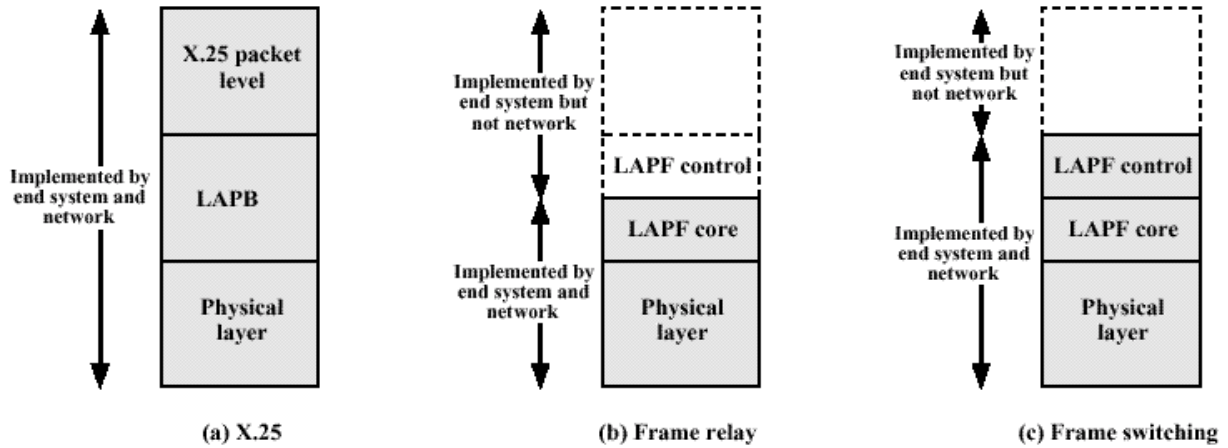 X.25 packet
level
Implemented by
end system and
network
LAPB
Physical
layer
(a) X.25
Implemented by
end system but
not network
LAPF control
LAPF core
Implemented by
end system and
network
Physical
layer
(b) Frame relay
Implemented by
end system but
not network
LAPF control
LAPF core
Implemented by
end system and
network
Physical
layer
(c) Frame switching